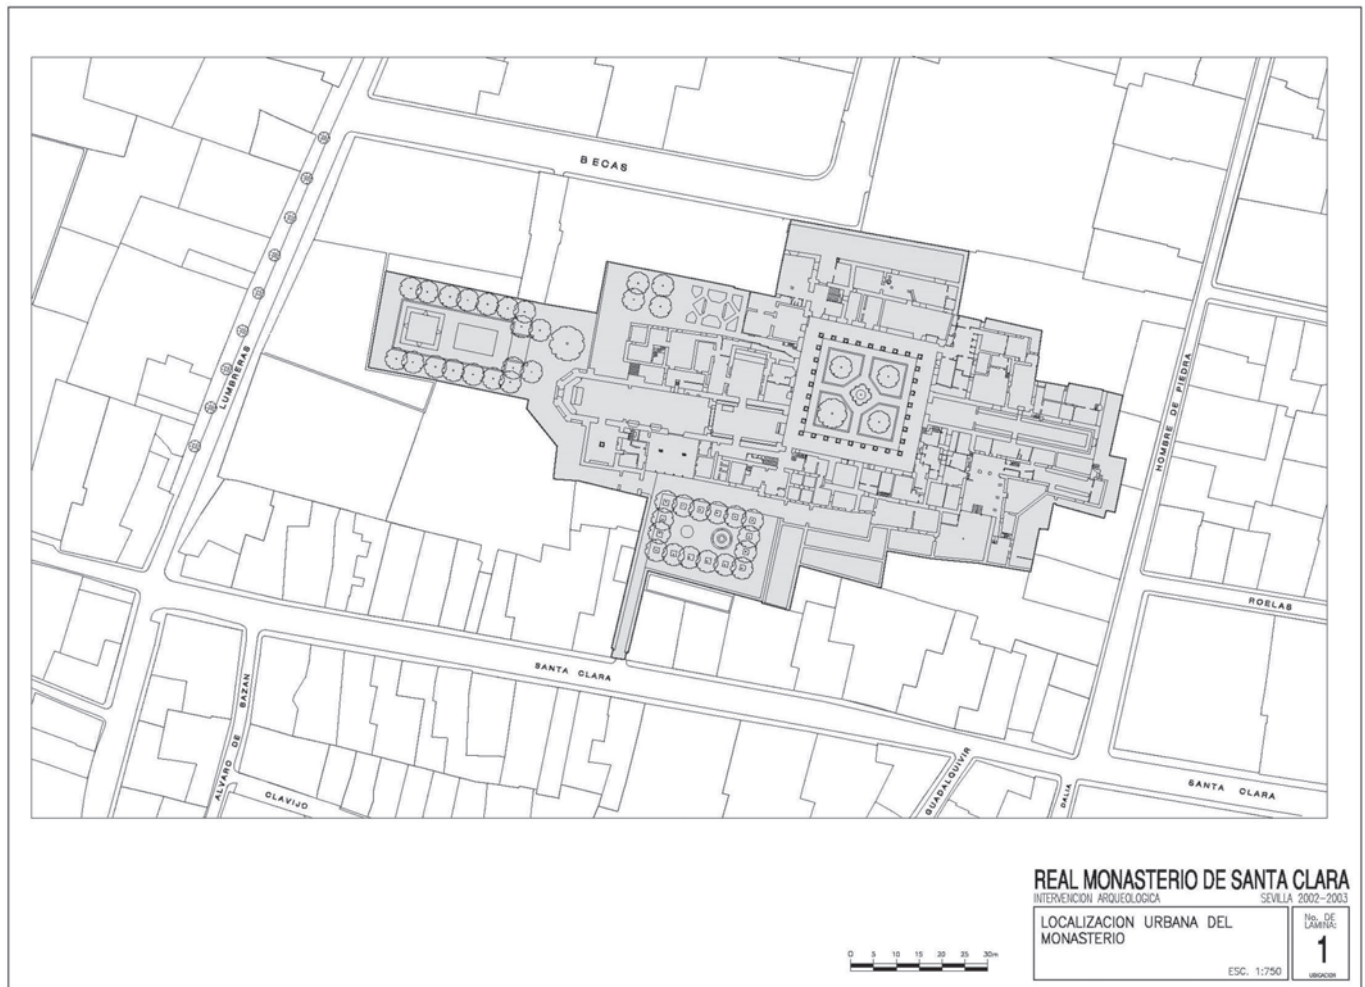 BECAS
LUMBRERAS
HOMBRE DE PIEDRA
ROELAS
SANTA CLARA
ALVARO DE BAZAN
CLAVIJO
GUADALQUIVIR
DALIA
SANTA CLARA
REAL MONASTERIO DE SANTA CLARA
INTERVENCION ARQUEOLOGICA SEVILLA 2002-2003
LOCALIZACION URBANA DEL
MONASTERIO
ESC. 1:750
No. DE
LAMINA:
1
UBICACION
0 5 10 15 20 25 30m